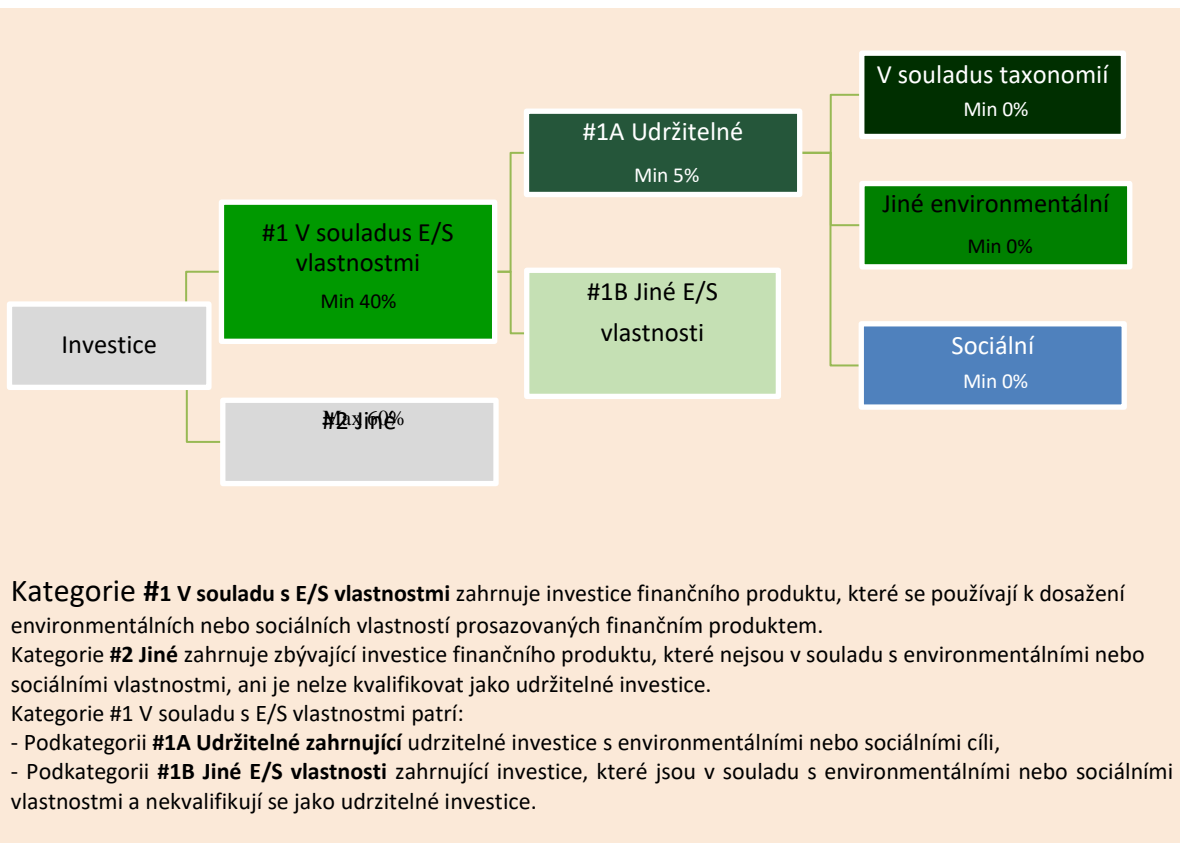 V souladus taxonomií
Min 0%
#1A Udržitelné
Min 5%
Jiné environmentální
Min 0%
#1 V souladus E/S
vlastnostmi
Min 40%
#1B Jiné E/S
vlastnosti
Investice
Sociální
Min 0%
#2 Jiné
Max 60%
Kategorie #1 V souladu s E/S vlastnostmi zahrnuje investice finančního produktu, které se používají k dosažení
environmentálních nebo sociálních vlastností prosazovaných finančním produktem.
Kategorie #2 Jiné zahrnuje zbývající investice finančního produktu, které nejsou v souladu s environmentálními nebo
sociálními vlastnostmi, ani je nelze kvalifikovat jako udržitelné investice.
Kategorie #1 V souladu s E/S vlastnostmi patrí:
- Podkategorii #1A Udržitelné zahrnující udrzitelné investice s environmentálními nebo sociálními cíli,
- Podkategorii #1B Jiné E/S vlastnosti zahrnující investice, které jsou v souladu s environmentálními nebo sociálními
vlastnostmi a nekvalifikují se jako udrzitelné investice.